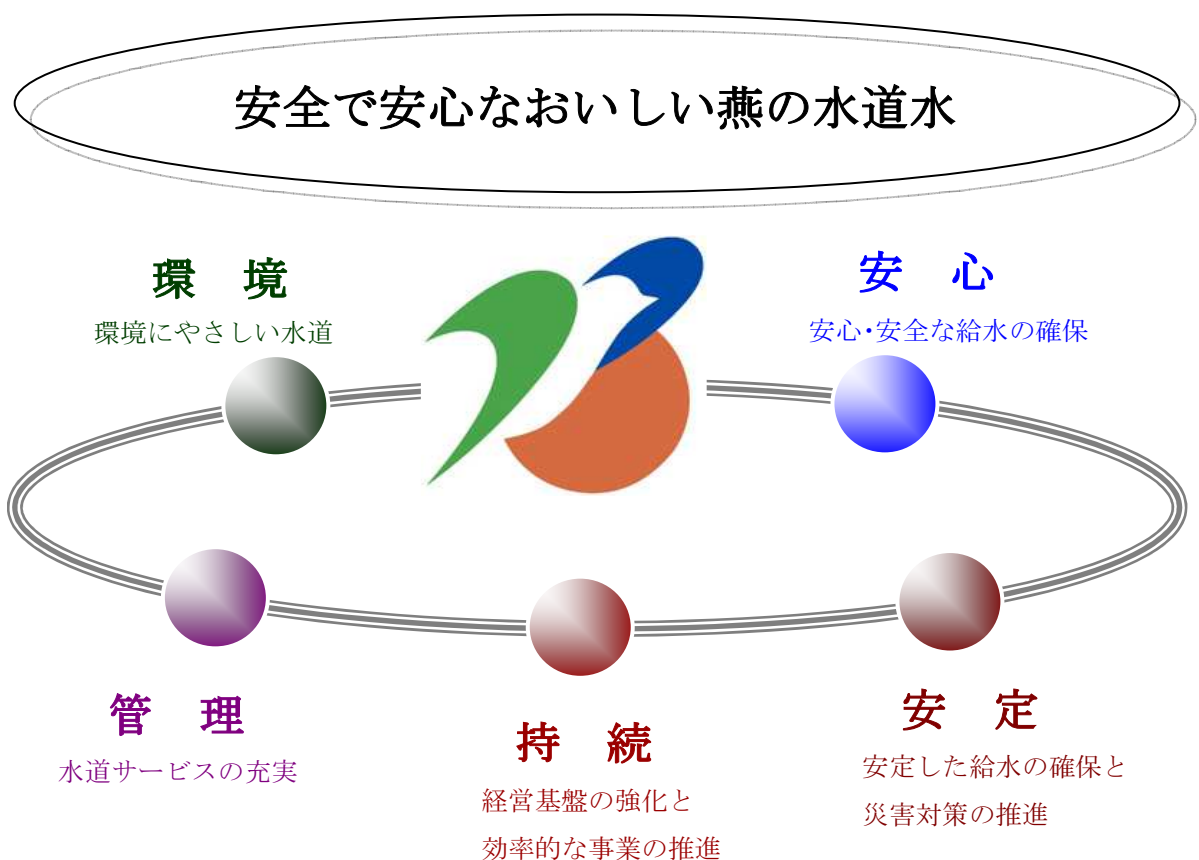 安全で安心なおいしい燕の水道水
環　境
環境にやさしい水道
安　心
安心・安全な給水の確保
管　理
水道サービスの充実
持　続
経営基盤の強化と
効率的な事業の推進
安　定
安定した給水の確保と
災害対策の推進